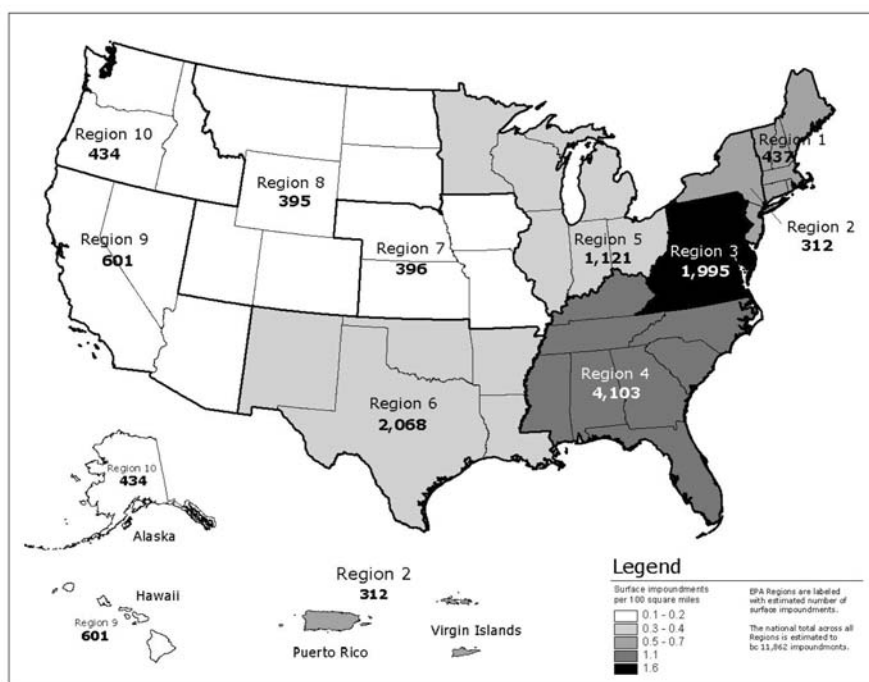 Region 10
434
Region 8
395
Region 9
601
Region 7
396
Region 6
2,068
Region 5
1,121
Region 4
4,103
Region 3
1,995
Region 1
437
Region 2
312
Region 10
434
Alaska
Hawaii
Region 9
601
Region 2
312
Puerto Rico
Virgin Islands
Legend
Surface impoundments
per 100 square miles
0.1 - 0.2
0.3 - 0.4
0.5 - 0.7
1.1
1.6
EPA Regions are labeled
with estimated number of
surface impoundments.
The national total across all
Regions is estimated to
bc 11,862 impoundments.